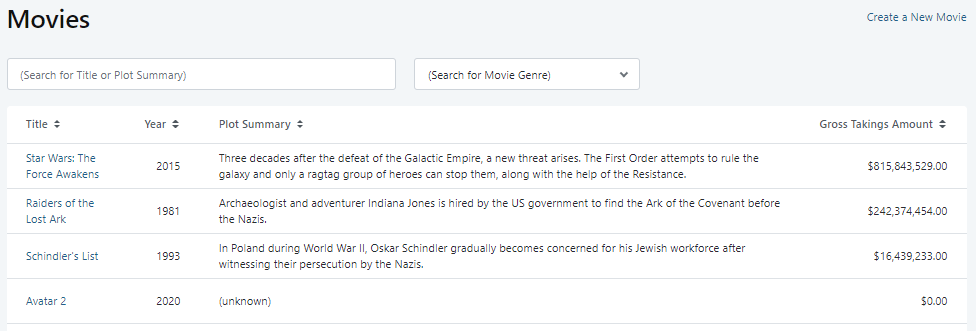 Movies
Create a New Movie
(Search for Title or Plot Summary)
(Search for Movie Genre)
Title Year Plot Summary Gross Takings Amount
Star Wars: The
Force Awakens
2015
Three decades after the defeat of the Galactic Empire, a new threat arises. The First Order attempts to rule the
galaxy and only a ragtag group of heroes can stop them, along with the help of the Resistance.
$815,843,529.00
Raiders of the
Lost Ark
1981
Archaeologist and adventurer Indiana Jones is hired by the US government to find the Ark of the Covenant before
the Nazis.
$242,374,454.00
Schindler's List
1993
In Poland during World War II, Oskar Schindler gradually becomes concerned for his Jewish workforce after
witnessing their persecution by the Nazis.
$16,439,233.00
Avatar 2 2020 (unknown) $0.00